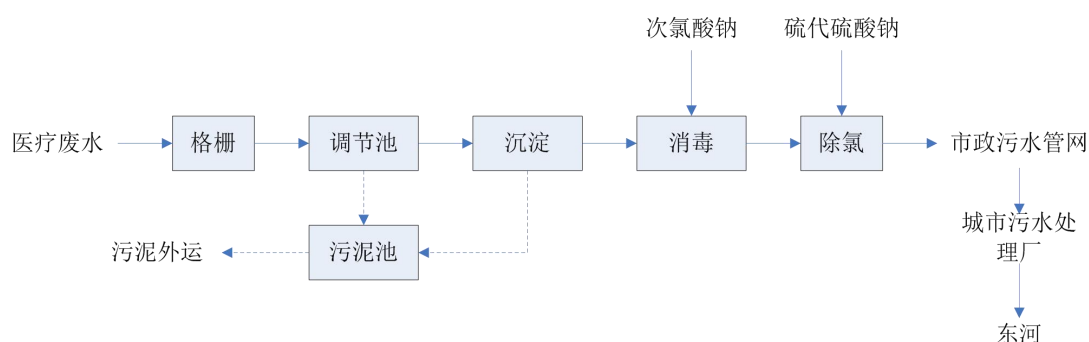 次氯酸钠
硫代硫酸钠
医疗废水
格栅
调节池
沉淀
消毒
除氯
市政污水管网
污泥外运
污泥池
城市污水处
理厂
东河